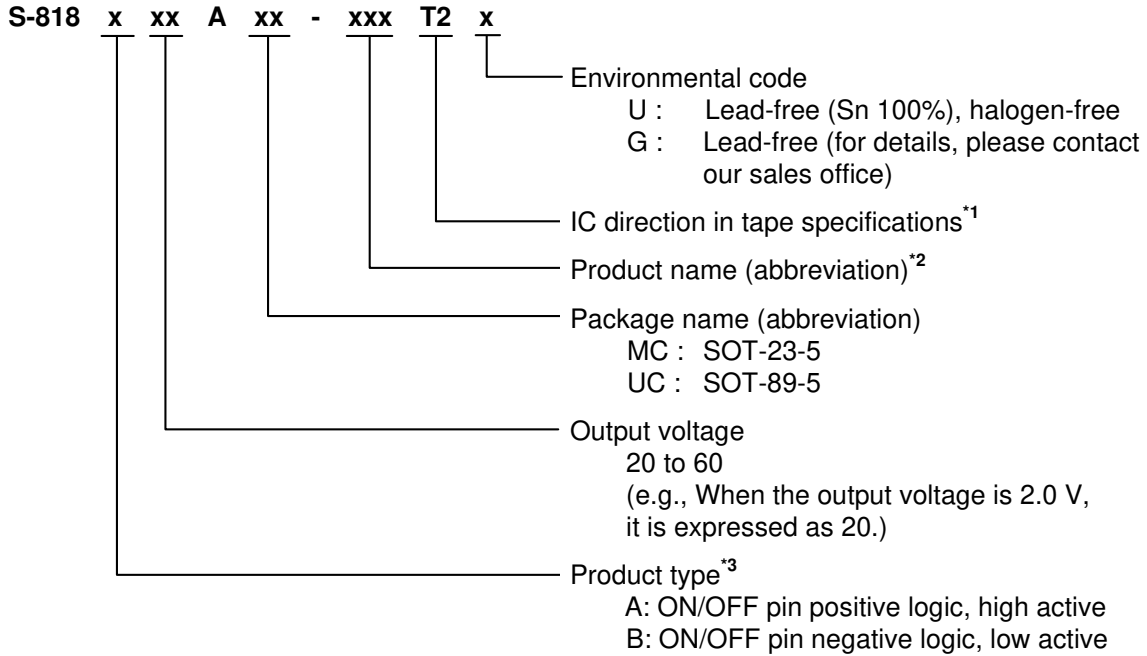 S-818 x xx A xx - xxx T2 x
Environmental code
U : Lead-free (Sn 100%), halogen-free
G : Lead-free (for details, please contact
our sales office)
IC direction in tape specifications*1
Product name (abbreviation)*2
Package name (abbreviation)
MC : SOT-23-5
UC : SOT-89-5
Output voltage
20 to 60
(e.g., When the output voltage is 2.0 V,
it is expressed as 20.)
Product type*3
A: ON/OFF pin positive logic, high active
B: ON/OFF pin negative logic, low active